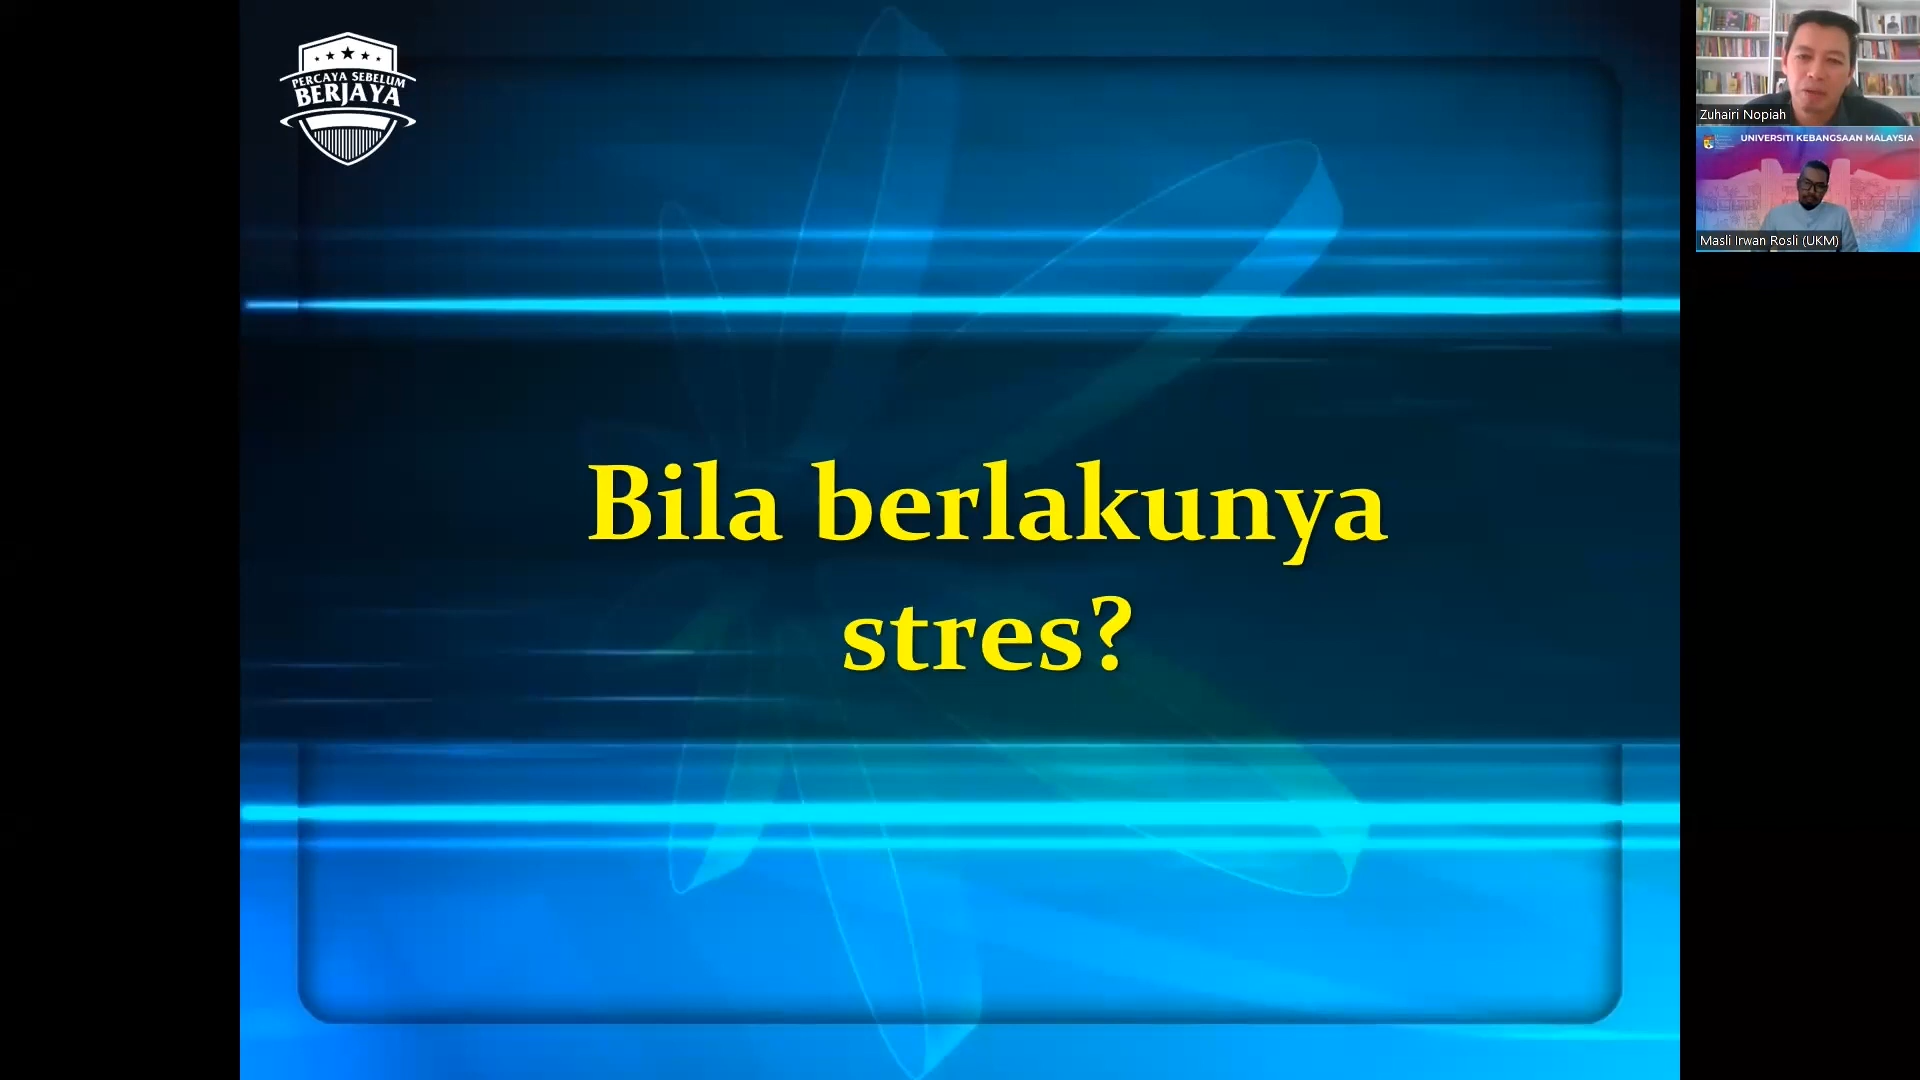 PERCAYA SEBELUM
BERJAYA
Bila berlakunya
stres?
Zuhairi Nopiah
UNIVERSITI KEBANGSAAN MALAYSIA
Masli Irwan Rosli (UKM)